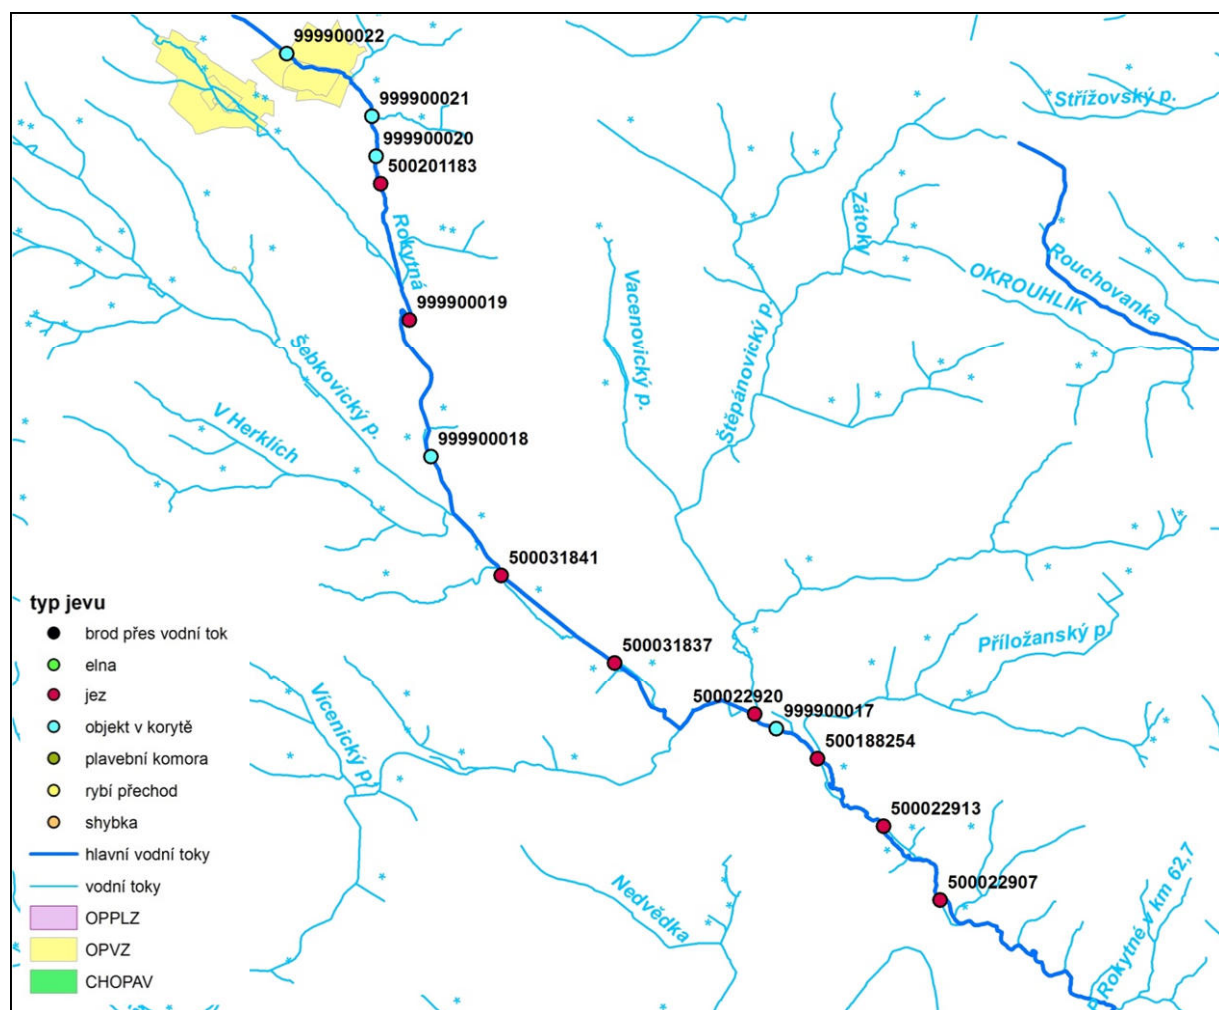 999900022
999900021
Střížovský p.
999900020
500201183
Rokytná
Zátoky
Rouchovanka
OKROUHLIK
Vacenovický p.
999900019
Štěpánovický p.
Šebkovický p.
V Herklích
999900018
500031841
typ jevu
brod přes vodní tok
elna
jez
objekt v korytě
plavební komora
rybí přechod
shybka
hlavní vodní toky
vodní toky
OPPLZ
OPVZ
CHOPAV
Příložanský p.
500031837
Vícenický p.
500022920
999900017
500188254
500022913
500022907
Nedvědka
P Rokytné v km 62,7